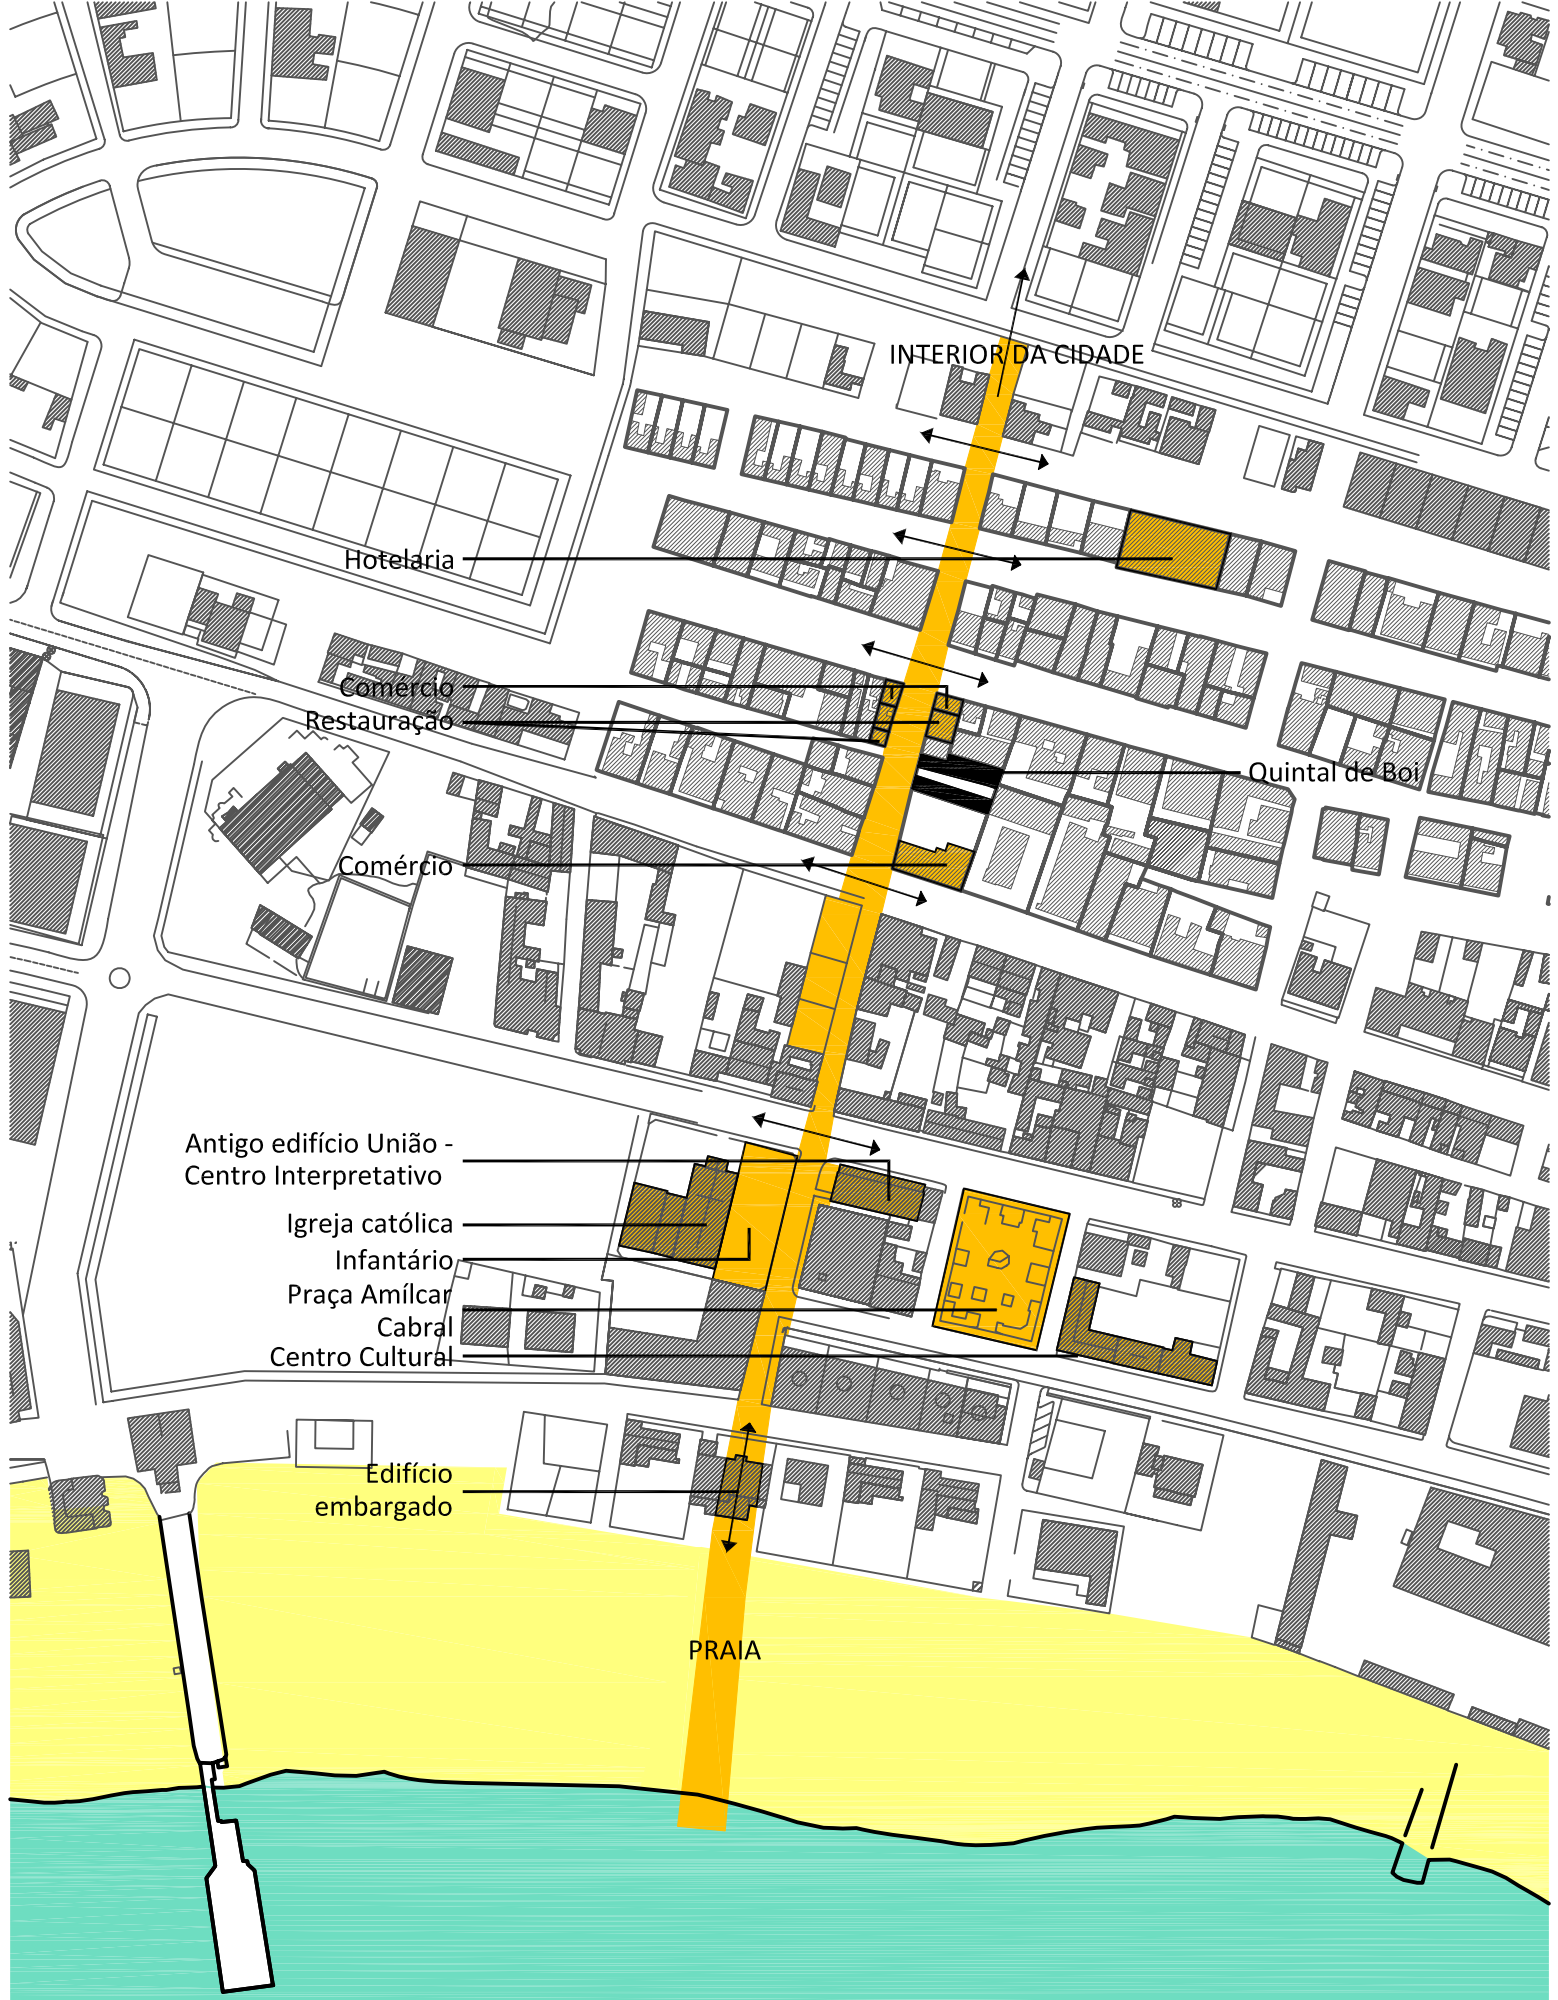 INTERIOR DA CIDADE
Hotelaria
Comercio
Restauração
Quintal de Boi
Comércio
Antigo edifício União -
Centro Interpretativo
Igreja católica
Infantário
Praça Amílcar
Cabral
Centro Cultural
Edifício
embargado
PRAIA